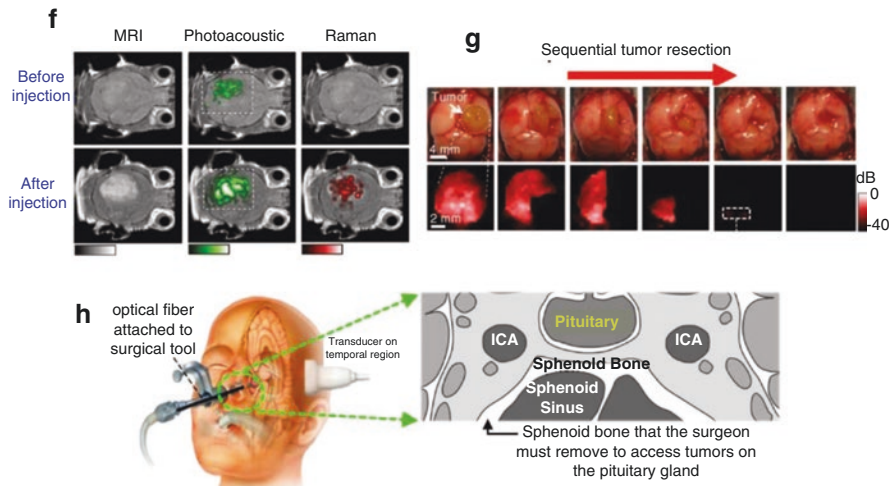 f
MRI Photoacoustic Raman
Before
injection
After
injection
g
Sequential tumor resection
Tumor
4 mm
2 mm
dB
0
-40
h
optical fiber
attached to
surgical tool
Transducer on
temporal region
Pituitary
ICA
ICA
Sphenoid Bone
Sphenoid
Sinus
Sphenoid bone that the surgeon
must remove to access tumors on
the pituitary gland